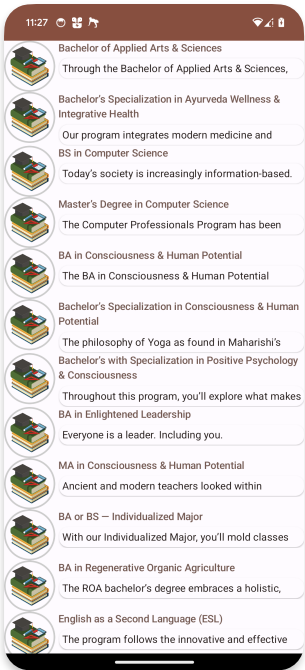 11:27
Bachelor of Applied Arts & Sciences
Through the Bachelor of Applied Arts & Sciences,
Bachelor's Specialization in Ayurveda Wellness &
Integrative Health
Our program integrates modern medicine and
BS in Computer Science
Today's society is increasingly information-based.
Master's Degree in Computer Science
The Computer Professionals Program has been
BA in Consciousness & Human Potential
The BA in Consciousness & Human Potential
Bachelor's Specialization in Consciousness & Human
Potential
The philosophy of Yoga as found in Maharishi's
Bachelor's with Specialization in Positive Psychology
& Consciousness
Throughout this program, you'll explore what makes
BA in Enlightened Leadership
Everyone is a leader. Including you.
MA in Consciousness & Human Potential
Ancient and modern teachers looked within
BA or BS — Individualized Major
With our Individualized Major, you'll mold classes
BA in Regenerative Organic Agriculture
The ROA bachelor's degree embraces a holistic,
English as a Second Language (ESL)
The program follows the innovative and effective